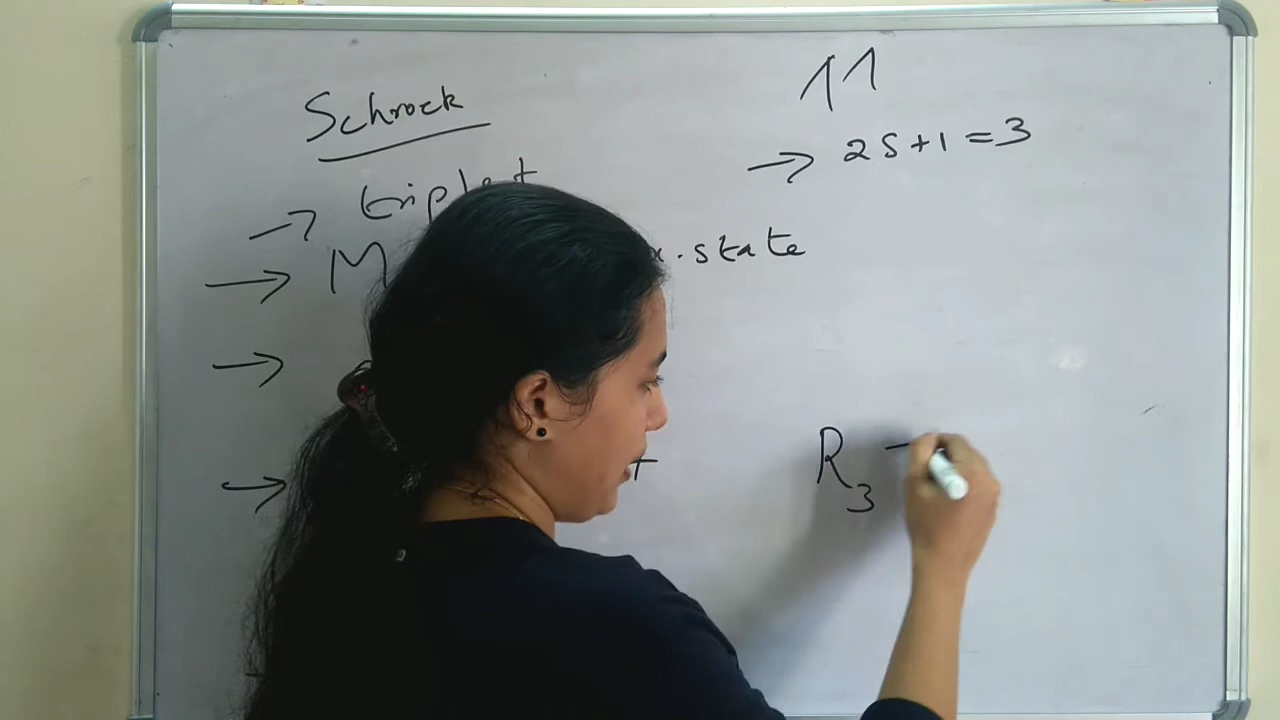 Schrock
↿↿
→ 2S+1=3
→ triplet
→ M x.state
→
→ + R3 –